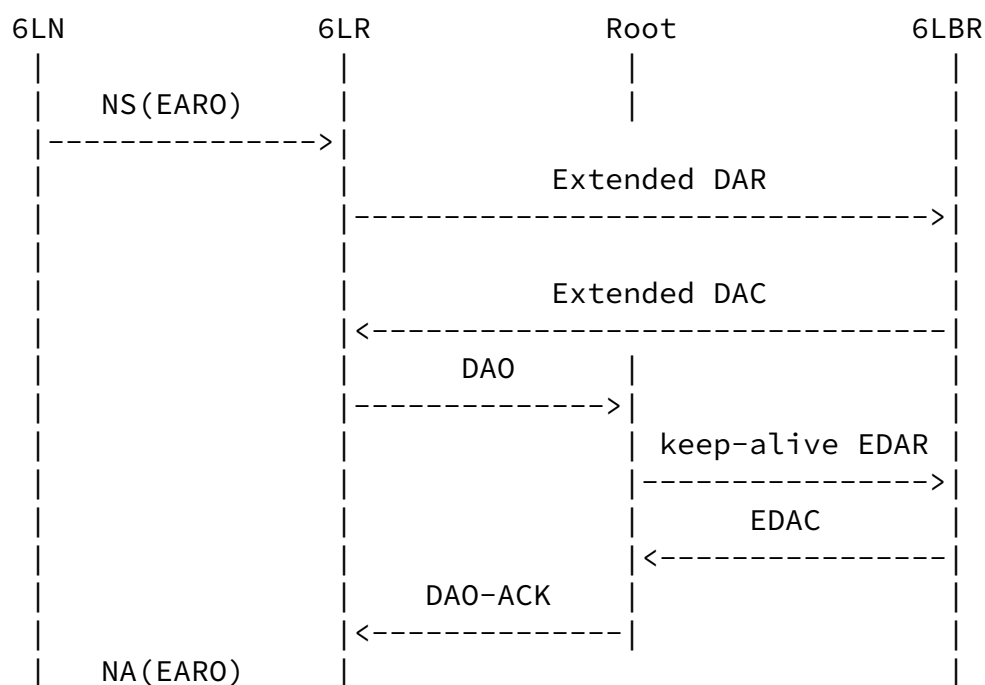 6LN 6LR Root 6LBR
NS(EARO)
Extended DAR
Extended DAC
DAO
keep-alive EDAR
EDAC
DAO-ACK
NA(EARO)